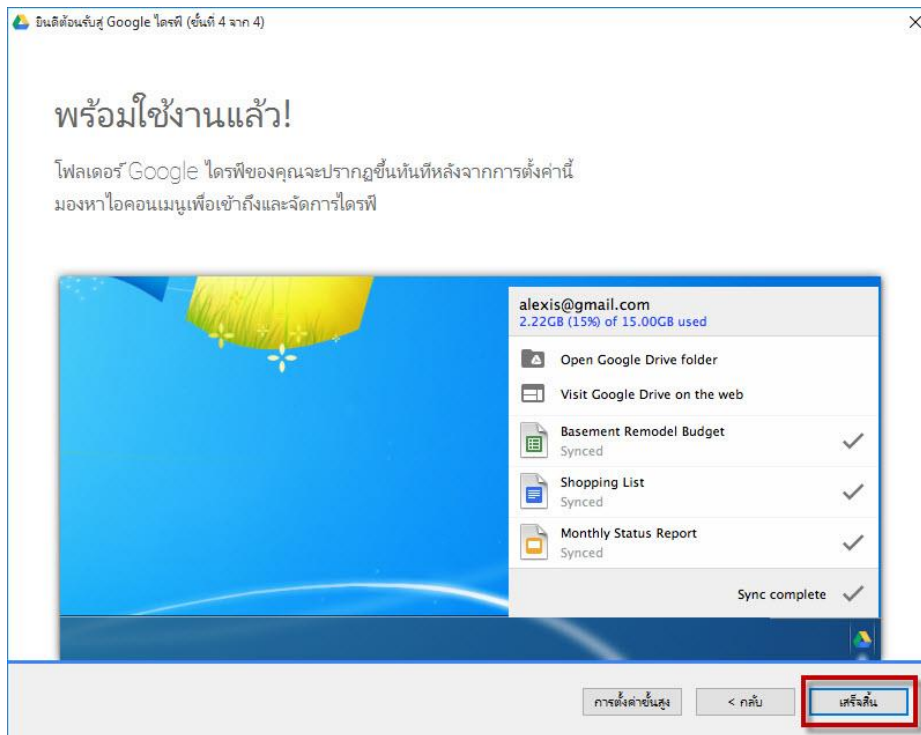 ยินดีต้อนรับสู่ Google ไดรฟ์ (ขั้นที่ 4 จาก 4)
พร้อมใช้งานแล้ว!
โฟลเดอร์ Google ไดรฟ์ของคุณจะปรากฏขึ้นทันทีหลังจากการตั้งค่านี้
มองหาไอคอนเมนูเพื่อเข้าถึงและจัดการไดรฟ์
alexis@gmail.com
2.22GB (15%) of 15.00GB used
Open Google Drive folder
Visit Google Drive on the web
Basement Remodel Budget
Synced
Shopping List
Synced
Monthly Status Report
Synced
Sync complete
การตั้งค่าขั้นสูง
< กลับ
เสร็จสิ้น